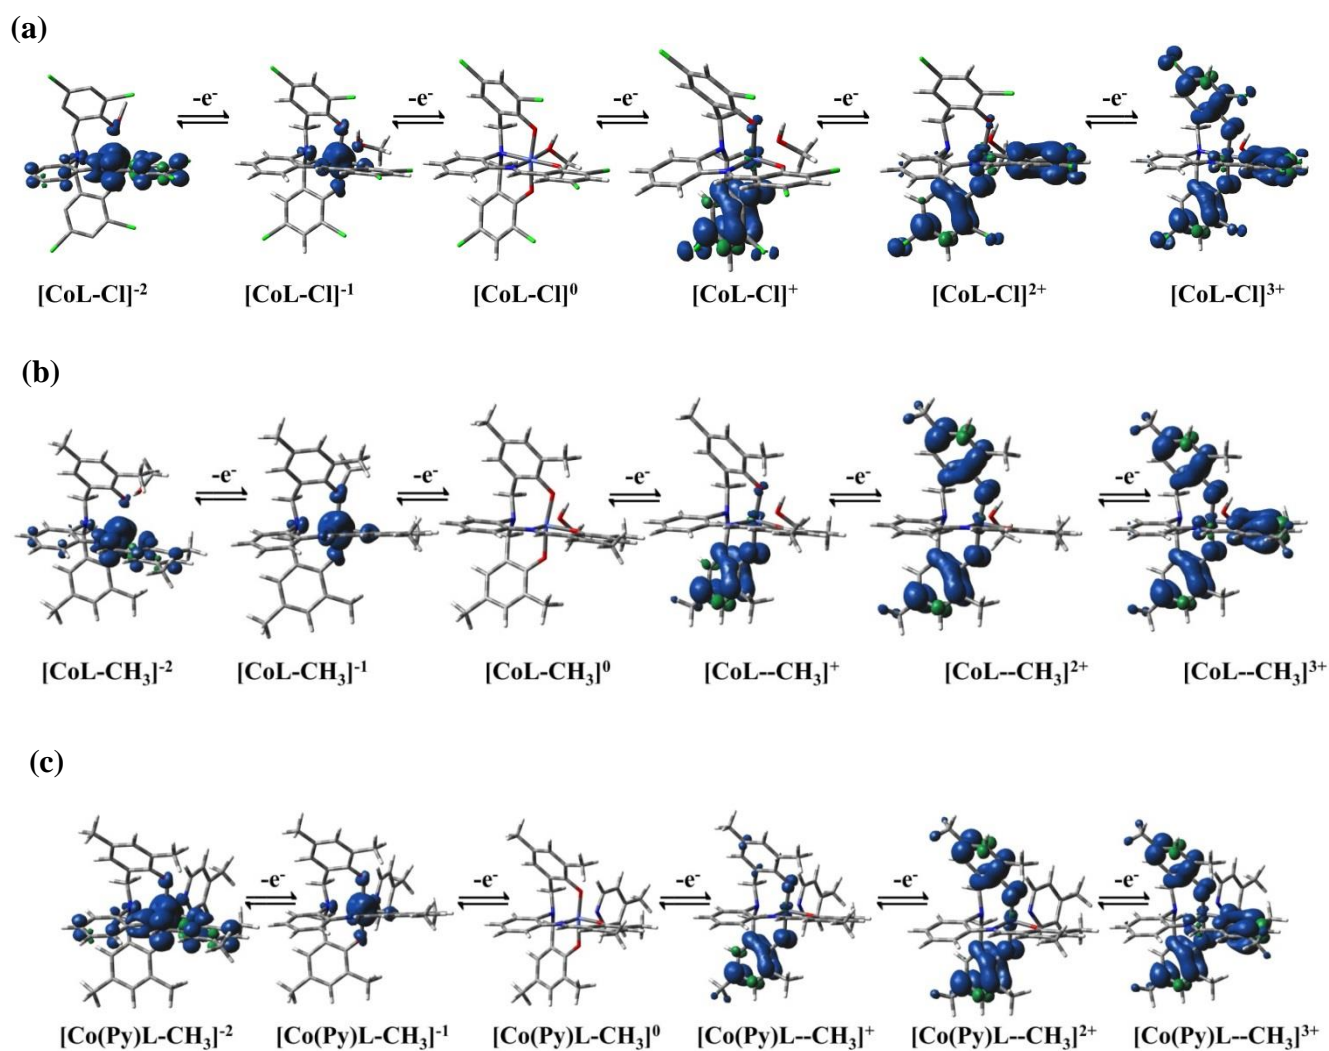 (a)
-e⁻ -e⁻ -e⁻ -e⁻ -e⁻
[CoL-Cl]⁻² [CoL-Cl]⁻¹ [CoL-Cl]⁰ [CoL-Cl]⁺ [CoL-Cl]²⁺ [CoL-Cl]³⁺
(b)
-e⁻ -e⁻ -e⁻ -e⁻ -e⁻
[CoL-CH₃]⁻² [CoL-CH₃]⁻¹ [CoL-CH₃]⁰ [CoL--CH₃]⁺ [CoL--CH₃]²⁺ [CoL--CH₃]³⁺
(c)
-e⁻ -e⁻ -e⁻ -e⁻ -e⁻
[Co(Py)L-CH₃]⁻² [Co(Py)L-CH₃]⁻¹ [Co(Py)L-CH₃]⁰ [Co(Py)L--CH₃]⁺ [Co(Py)L--CH₃]²⁺ [Co(Py)L--CH₃]³⁺